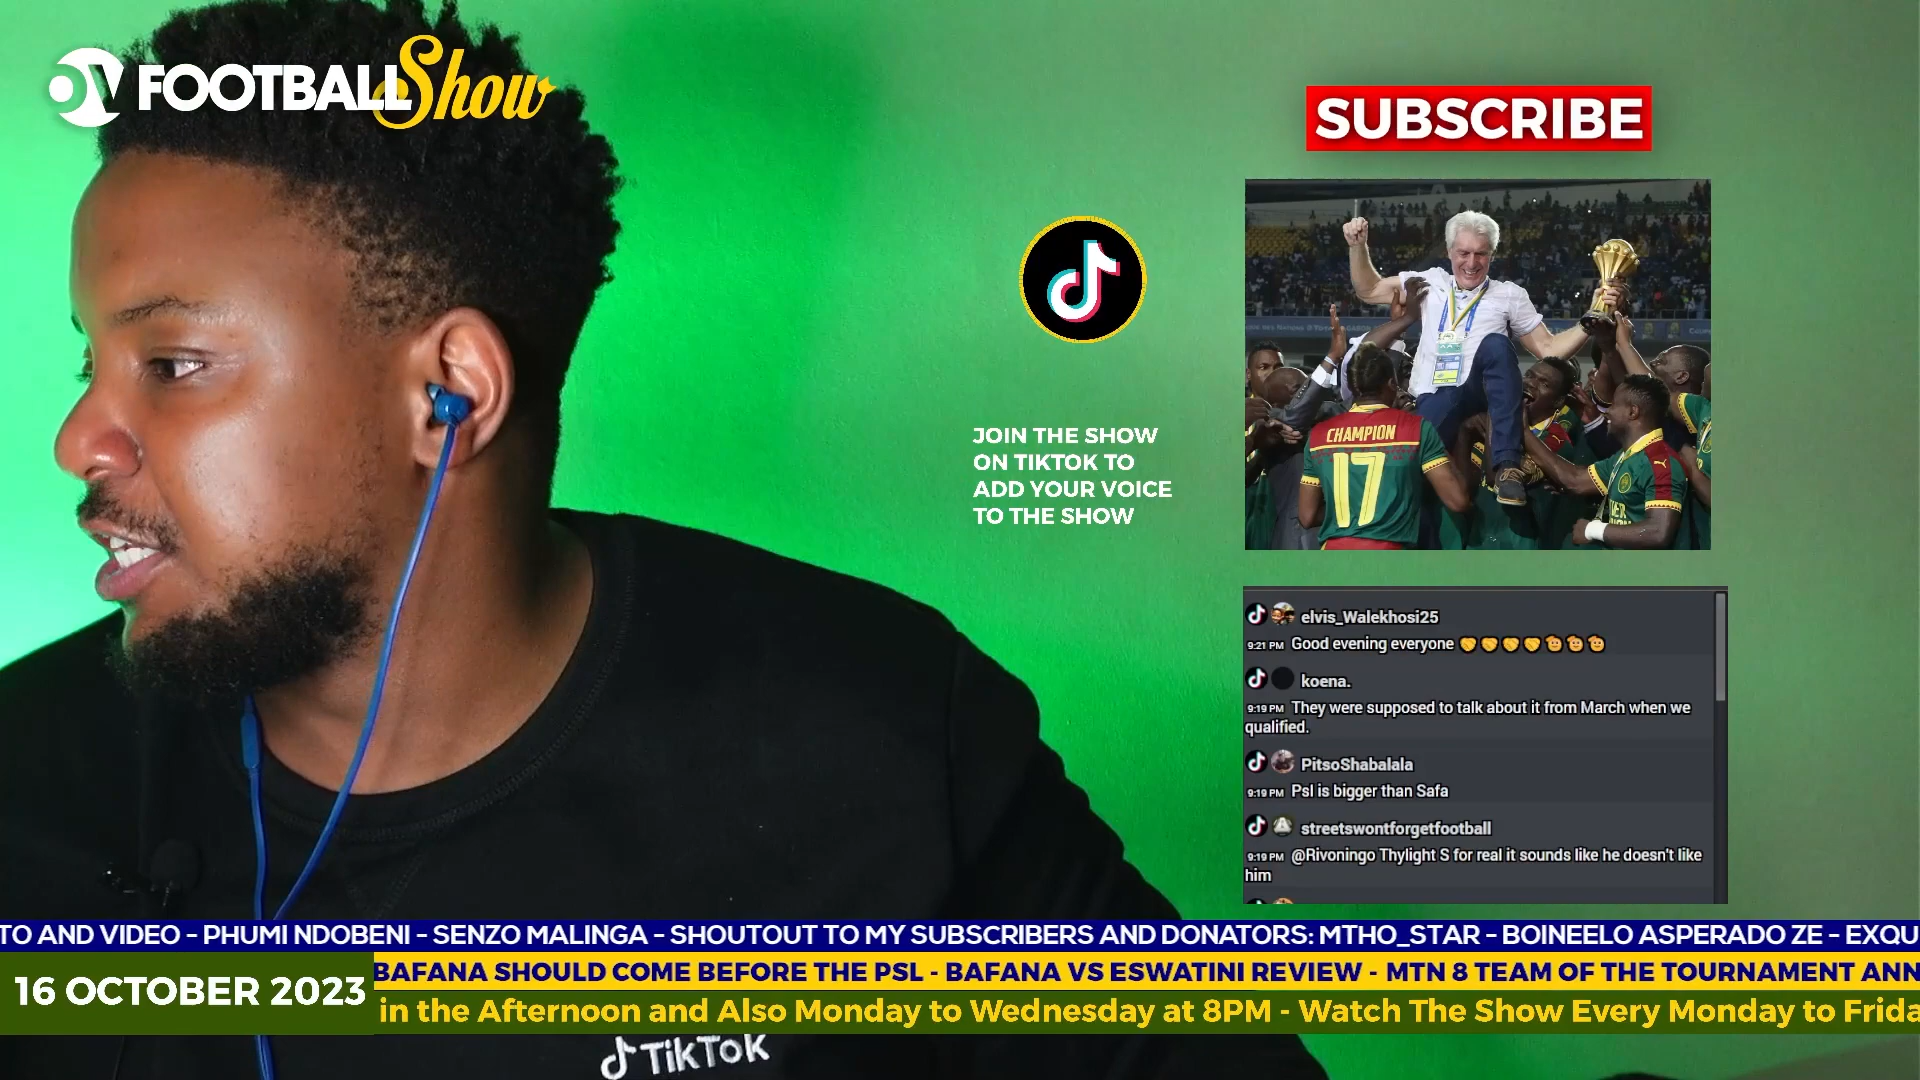 FOOTBALL Show
SUBSCRIBE
JOIN THE SHOW
ON TIKTOK TO
ADD YOUR VOICE
TO THE SHOW
CHAMPION
17
elvis_Walekhosi25
9:21 PM Good evening everyone
koena.
9:19 PM They were supposed to talk about it from March when we
qualified.
PitsoShabalala
9:19 PM Psl is bigger than Safa
streetswontforgetfootball
9:19 PM @Rivoningo Thylight S for real it sounds like he doesn't like
him
TO AND VIDEO - PHUMI NDOBENI - SENZO MALINGA - SHOUTOUT TO MY SUBSCRIBERS AND DONATORS: MTHO_STAR - BOINEELO ASPERADO ZE - EXQU
16 OCTOBER 2023
BAFANA SHOULD COME BEFORE THE PSL - BAFANA VS ESWATINI REVIEW - MTN 8 TEAM OF THE TOURNAMENT ANN
in the Afternoon and Also Monday to Wednesday at 8PM - Watch The Show Every Monday to Frida
TikTok